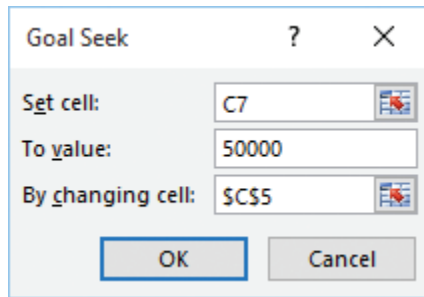 Goal Seek ? ×
Set cell: C7
To value: 50000
By changing cell: $C$5
OK Cancel